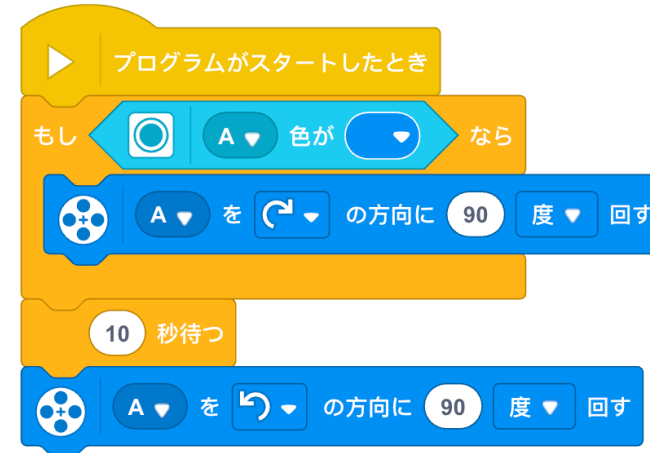 プログラムがスタートしたとき
もし A 色が なら
A を の方向に 90 度 回す
10 秒待つ
A を の方向に 90 度 回す